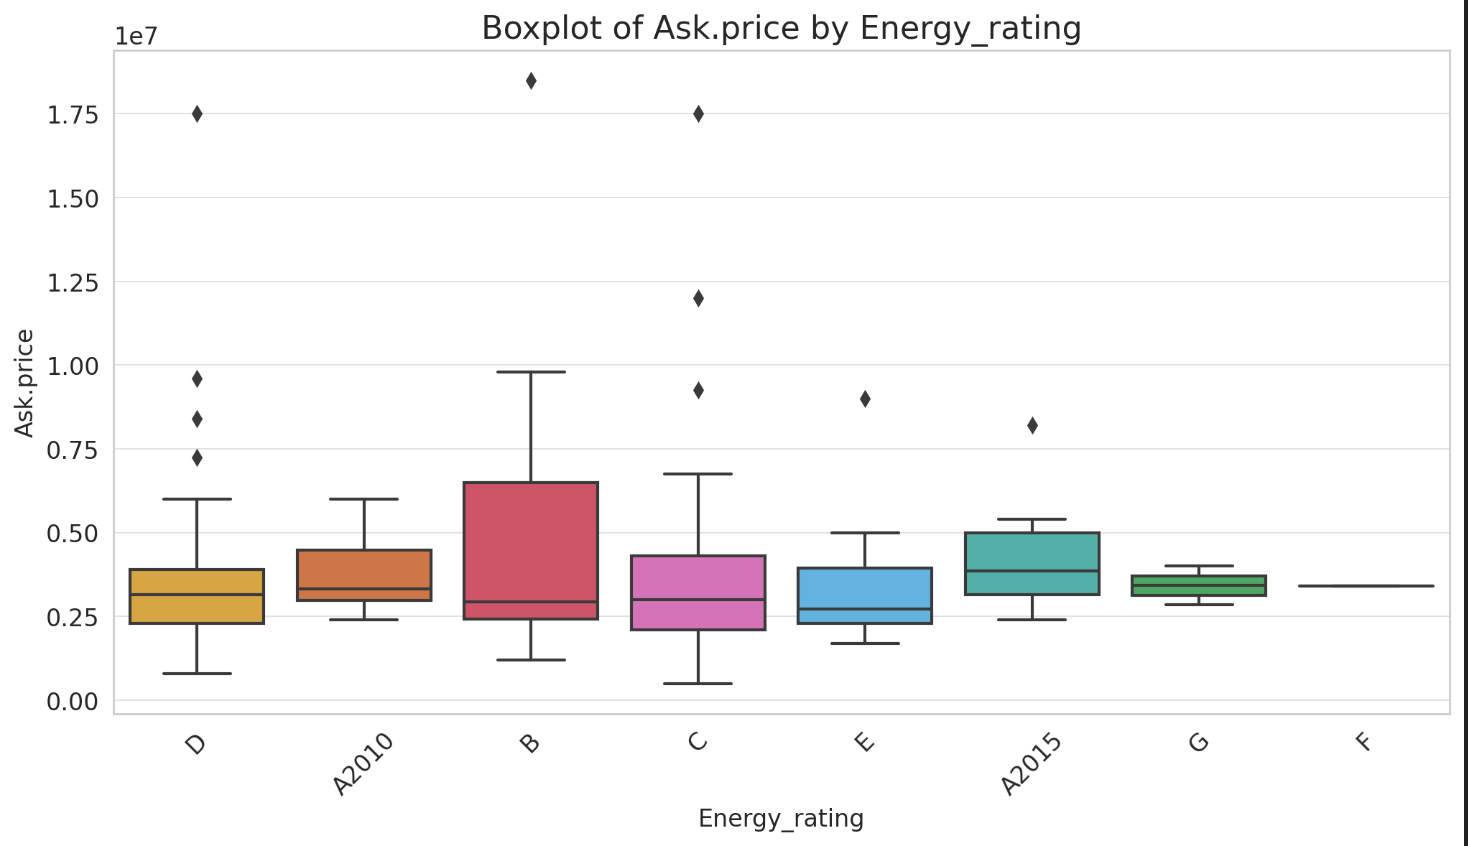 Boxplot of Ask.price by Energy_rating
1e7
1.75
1.50
1.25
1.00
0.75
0.50
0.25
0.00
Ask.price
D
A2010
B
C
E
A2015
G
F
Energy_rating